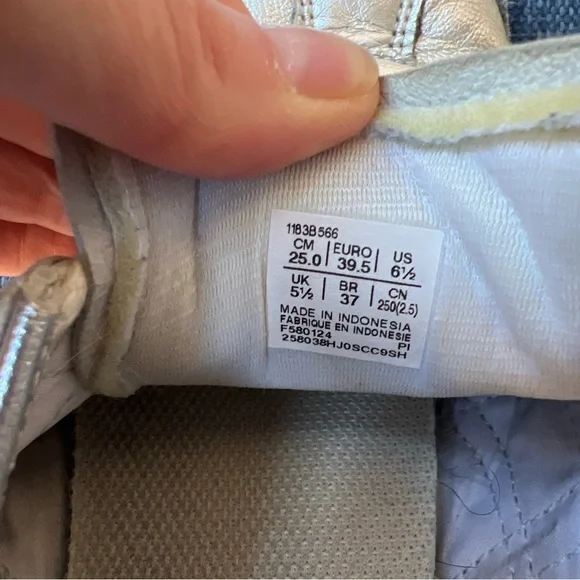 1183B566
CM 25.0 | EURO 39.5 | US 6½
UK 5½ | BR 37 | CN 250(2.5)
MADE IN INDONESIA
FABRIQUE EN INDONESIE
F580124 PI
258038HJ0SCC9SH